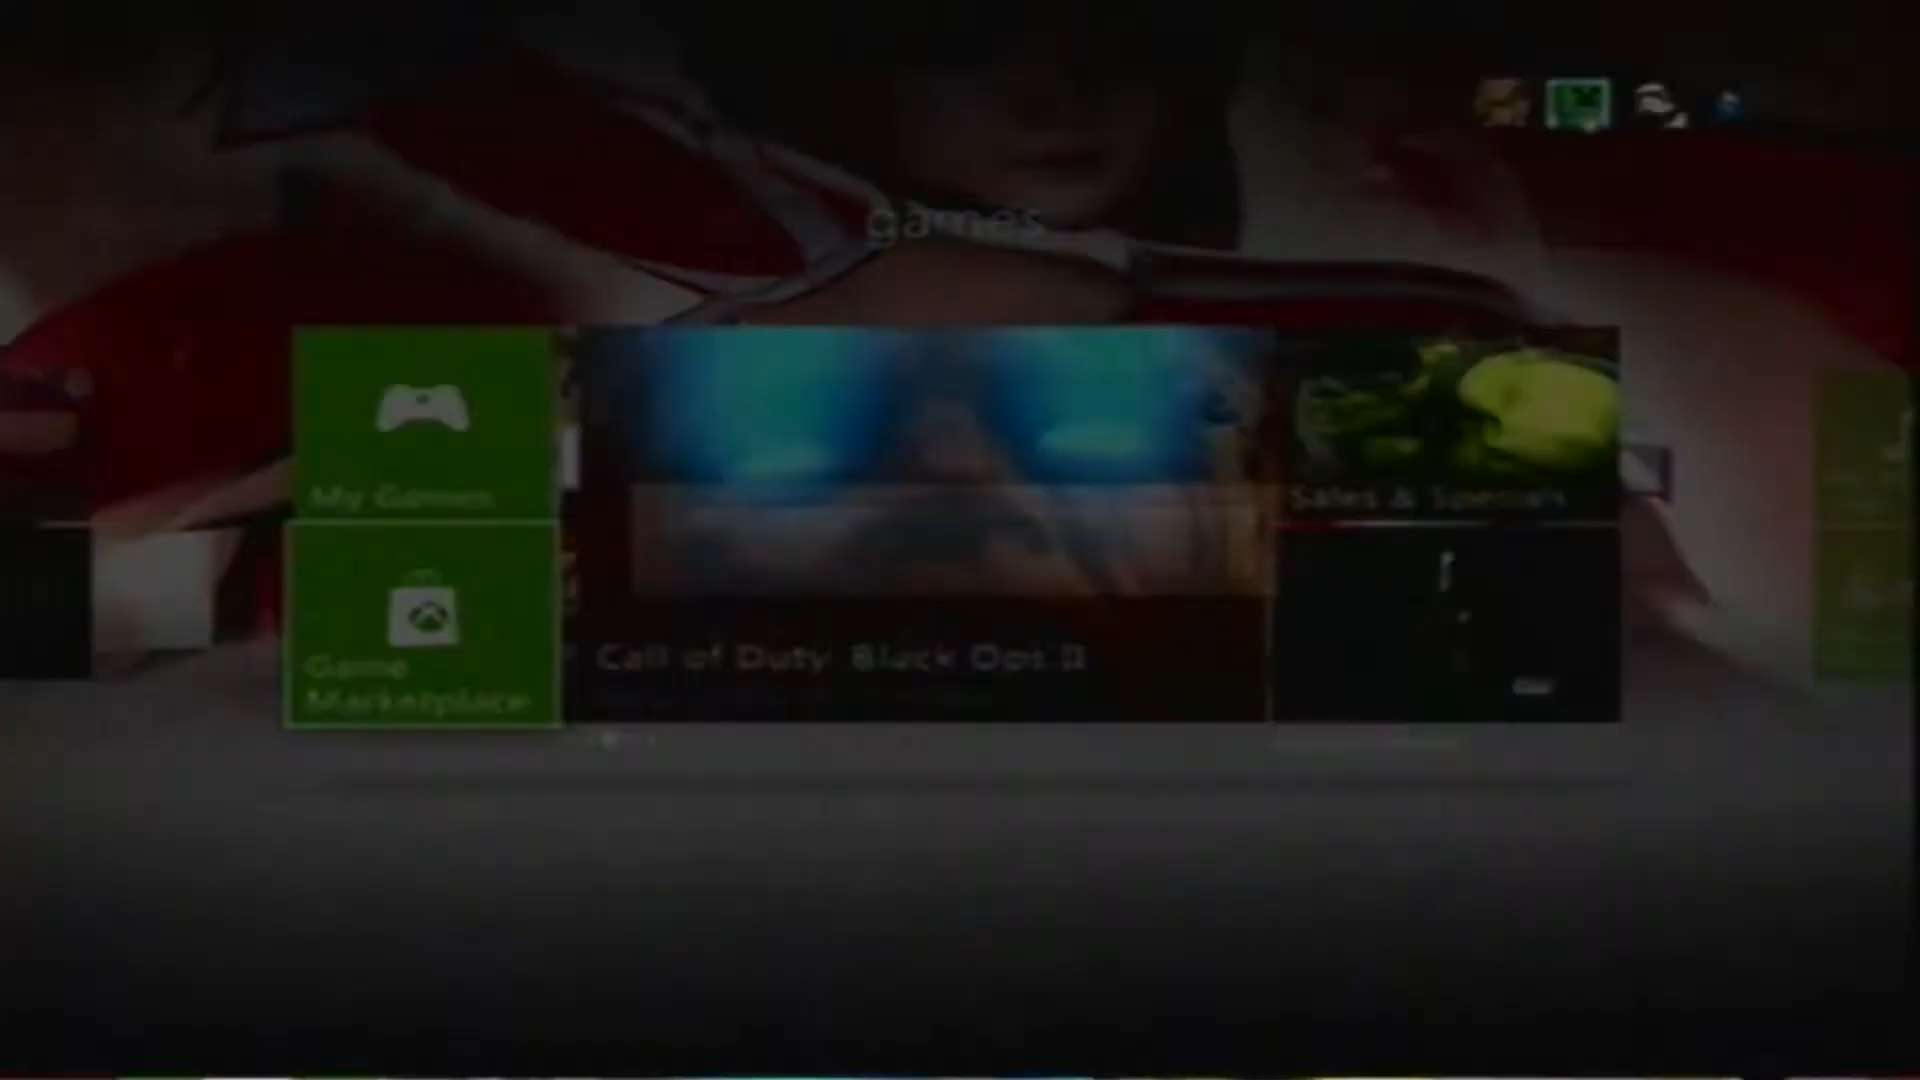 games
My Games
Sales & Specials
Game
Marketplace
Call of Duty Black Ops II